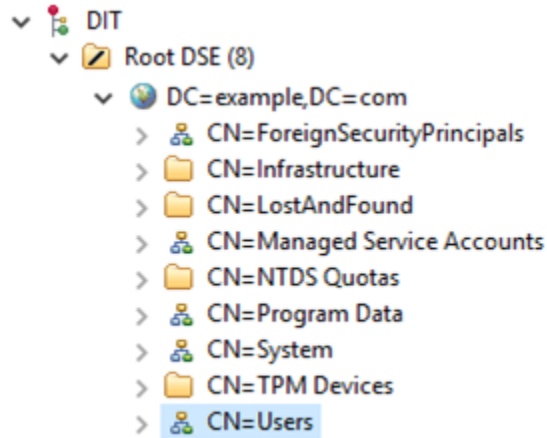 DIT
Root DSE (8)
DC=example,DC=com
CN=ForeignSecurityPrincipals
CN=Infrastructure
CN=LostAndFound
CN=Managed Service Accounts
CN=NTDS Quotas
CN=Program Data
CN=System
CN=TPM Devices
CN=Users